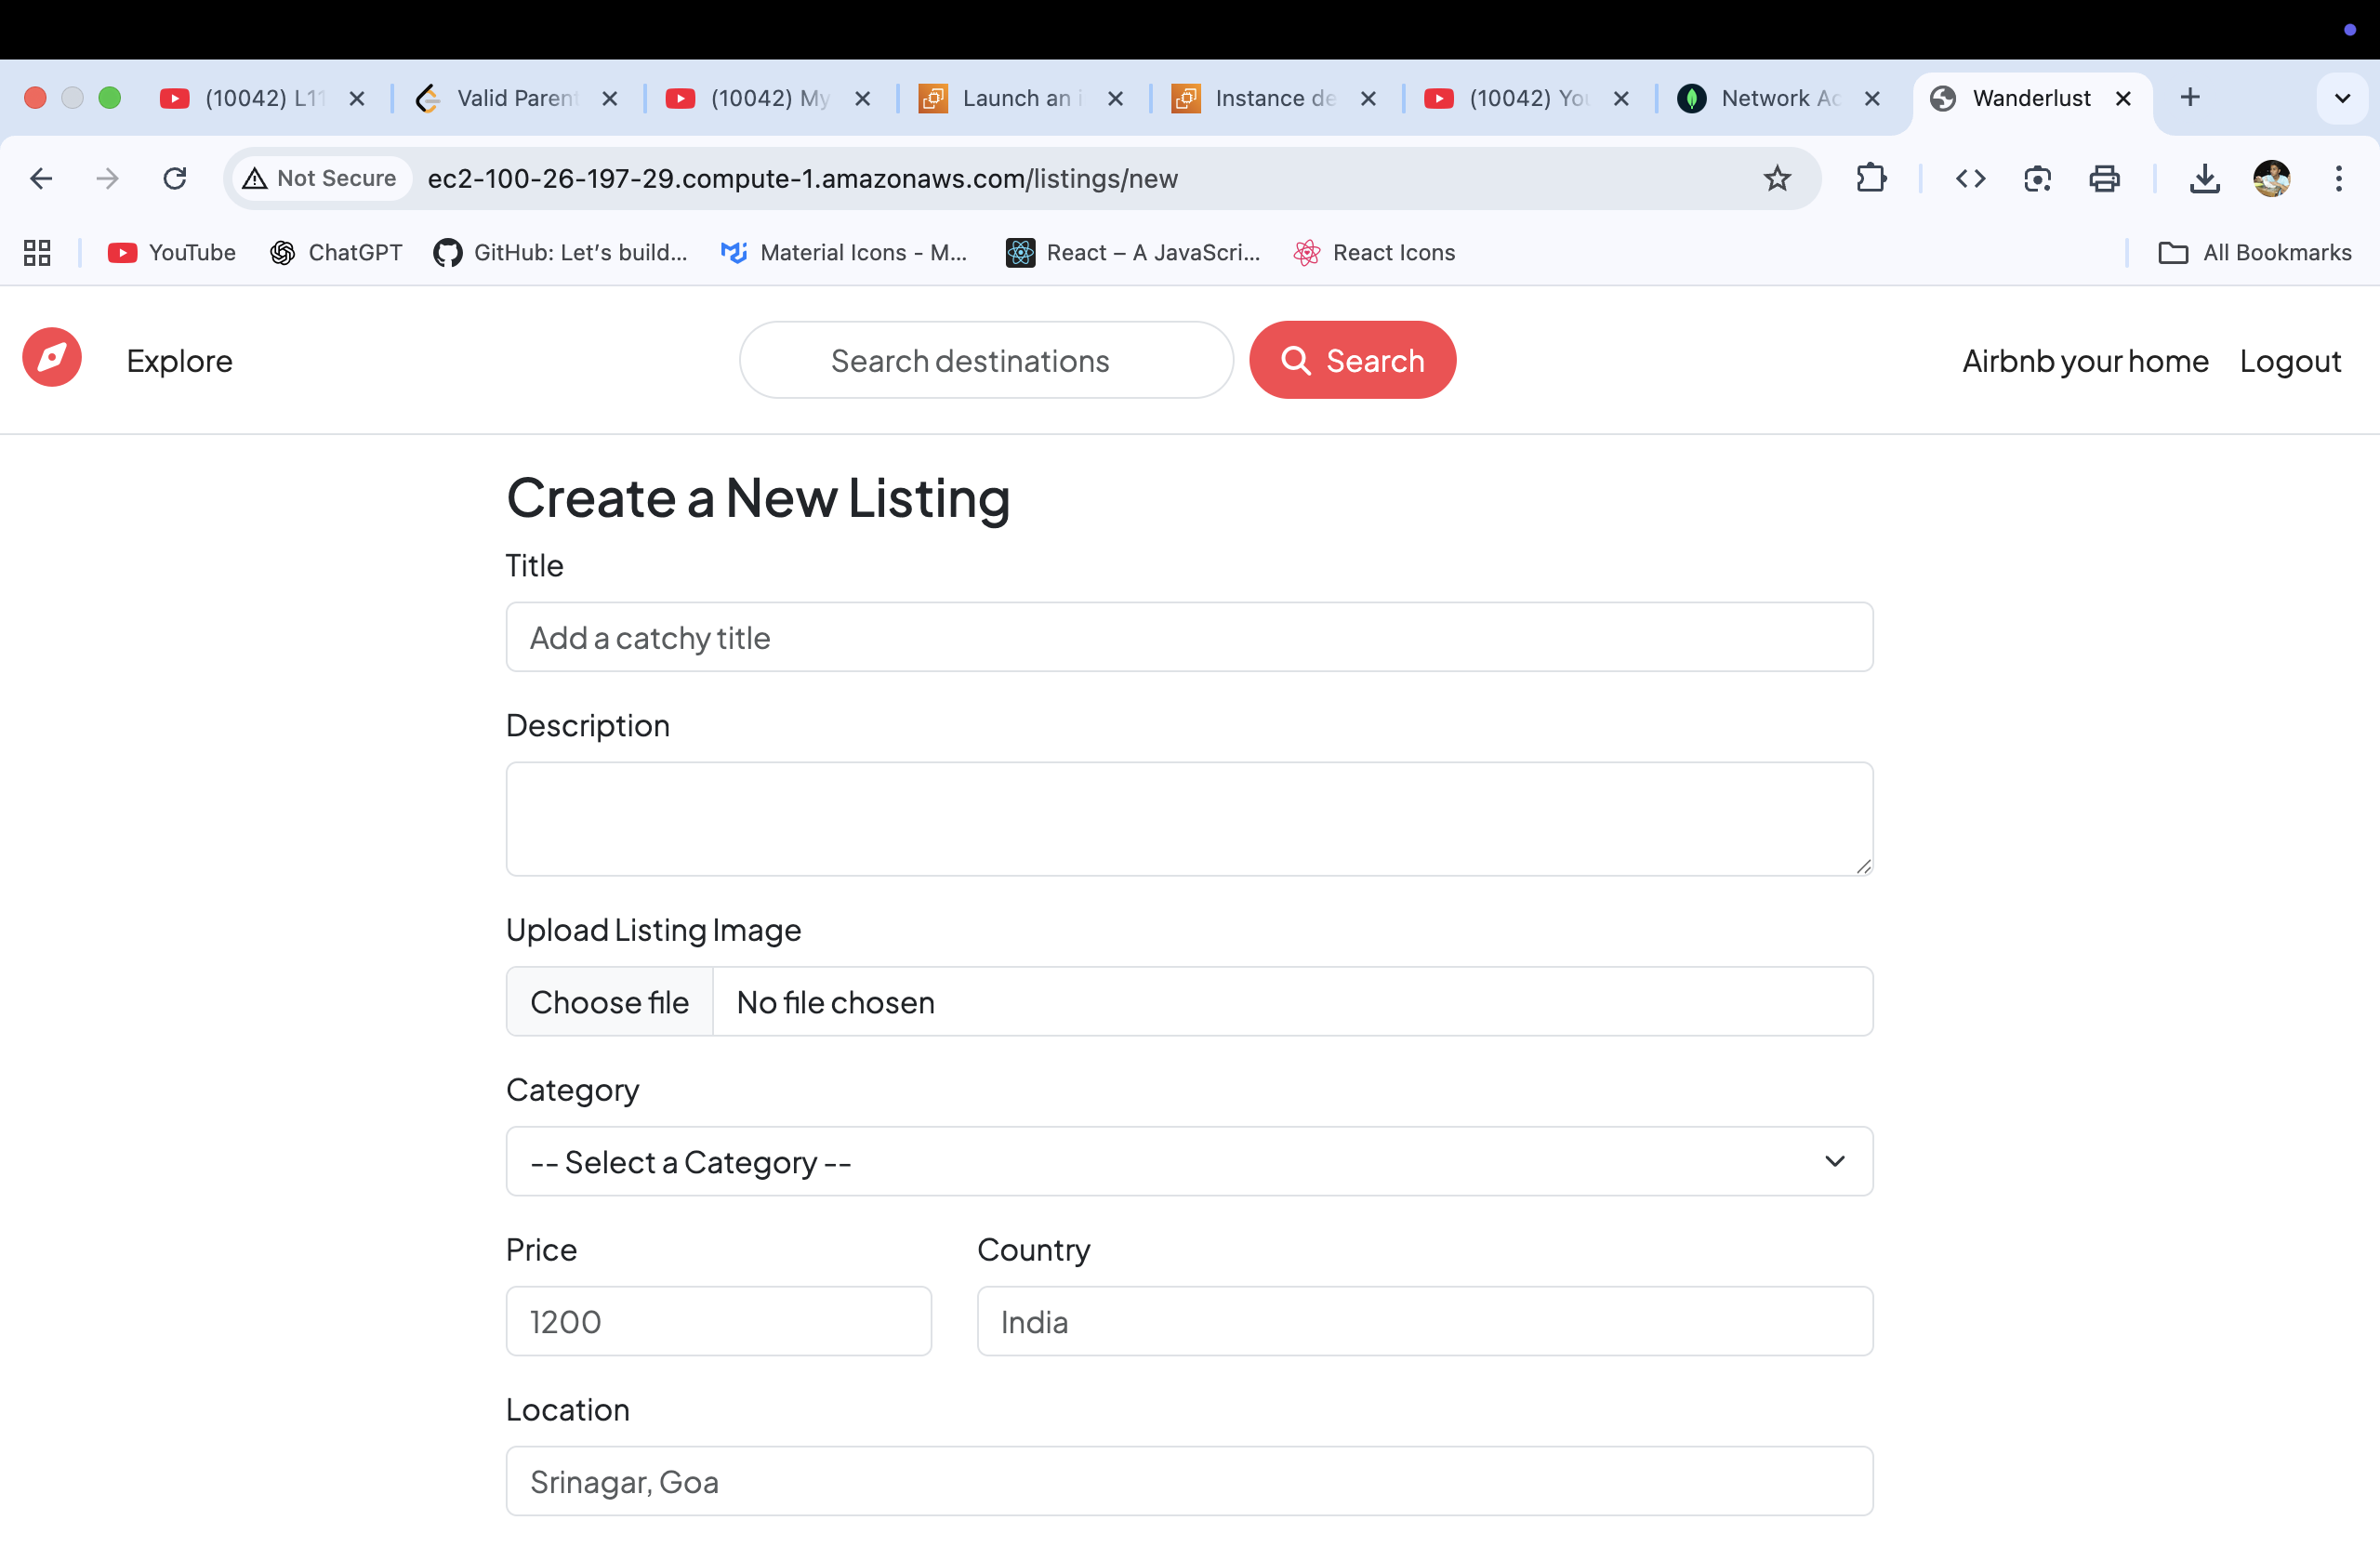 (10042) L11
Valid Paren
(10042) My
Launch an i
Instance de
(10042) You
Network Ac
Wanderlust
Not Secure
ec2-100-26-197-29.compute-1.amazonaws.com/listings/new
YouTube
ChatGPT
GitHub: Let's build...
Material Icons - M...
React – A JavaScri...
React Icons
All Bookmarks
Explore
Search destinations
Search
Airbnb your home
Logout
Create a New Listing
Title
Add a catchy title
Description
Upload Listing Image
Choose file
No file chosen
Category
-- Select a Category --
Price
Country
1200
India
Location
Srinagar, Goa